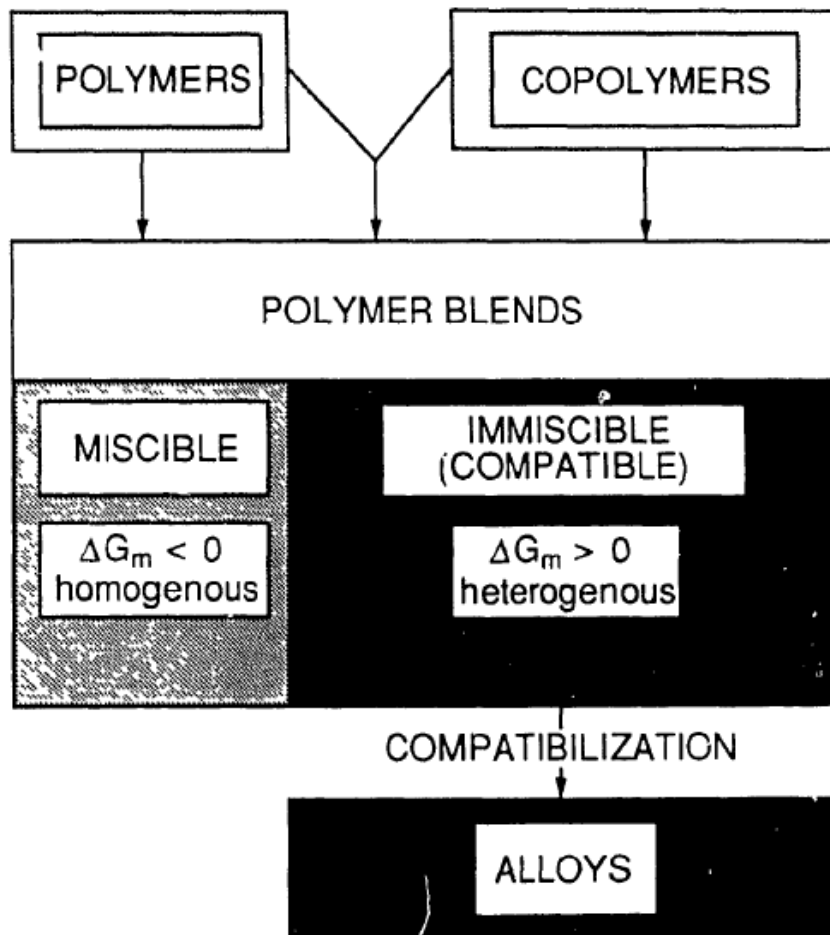 POLYMERS
COPOLYMERS
POLYMER BLENDS
MISCIBLE
IMMISCIBLE
(COMPATIBLE)
ΔGₘ < 0
homogenous
ΔGₘ > 0
heterogenous
COMPATIBILIZATION
ALLOYS